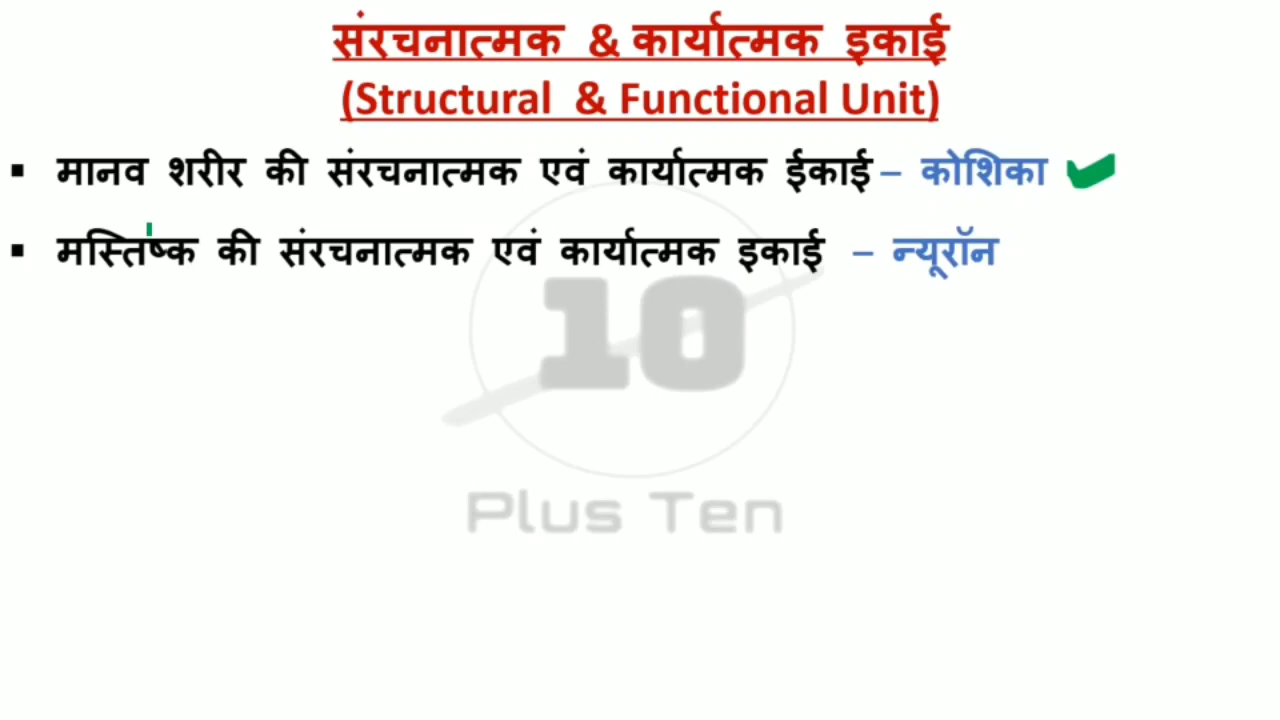 संरचनात्मक & कार्यात्मक इकाई
(Structural & Functional Unit)
▪ मानव शरीर की संरचनात्मक एवं कार्यात्मक ईकाई – कोशिका
▪ मस्तिष्क की संरचनात्मक एवं कार्यात्मक इकाई – न्यूरॉन
10
Plus Ten